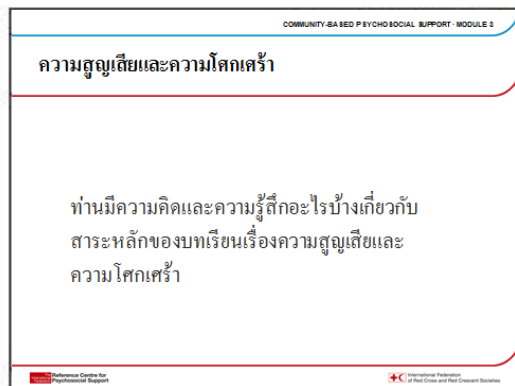 COMMUNITY-BASED PSYCHOSOCIAL SUPPORT · MODULE 3
ความสูญเสียและความโศกเศร้า
ท่านมีความคิดและความรู้สึกอะไรบ้างเกี่ยวกับ
สาระหลักของบทเรียนเรื่องความสูญเสียและ
ความโศกเศร้า
Reference Centre for
Psychosocial Support
International Federation
of Red Cross and Red Crescent Societies